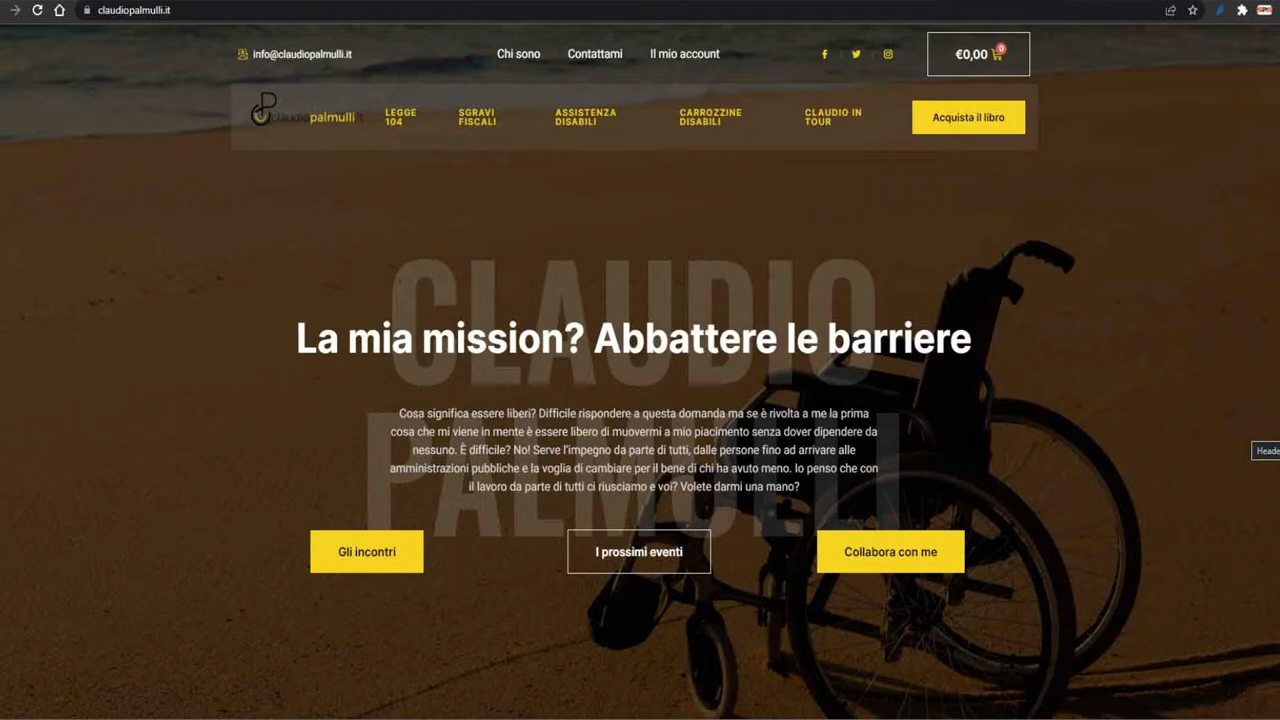 claudiopalmulli.it
info@claudiopalmulli.it
Chi sono
Contattami
Il mio account
€0,00
0
claudiopalmulli.it
LEGGE
104
SGRAVI
FISCALI
ASSISTENZA
DISABILI
CARROZZINE
DISABILI
CLAUDIO IN
TOUR
Acquista il libro
CLAUDIO
La mia mission? Abbattere le barriere
PALMULLI
Cosa significa essere liberi? Difficile rispondere a questa domanda ma se è rivolta a me la prima
cosa che mi viene in mente è essere libero di muovermi a mio piacimento senza dover dipendere da
nessuno. È difficile? No! Serve l'impegno da parte di tutti, dalle persone fino ad arrivare alle
amministrazioni pubbliche e la voglia di cambiare per il bene di chi ha avuto meno. Io penso che con
il lavoro da parte di tutti ci riusciamo e voi? Volete darmi una mano?
Heade
Gli incontri
I prossimi eventi
Collabora con me